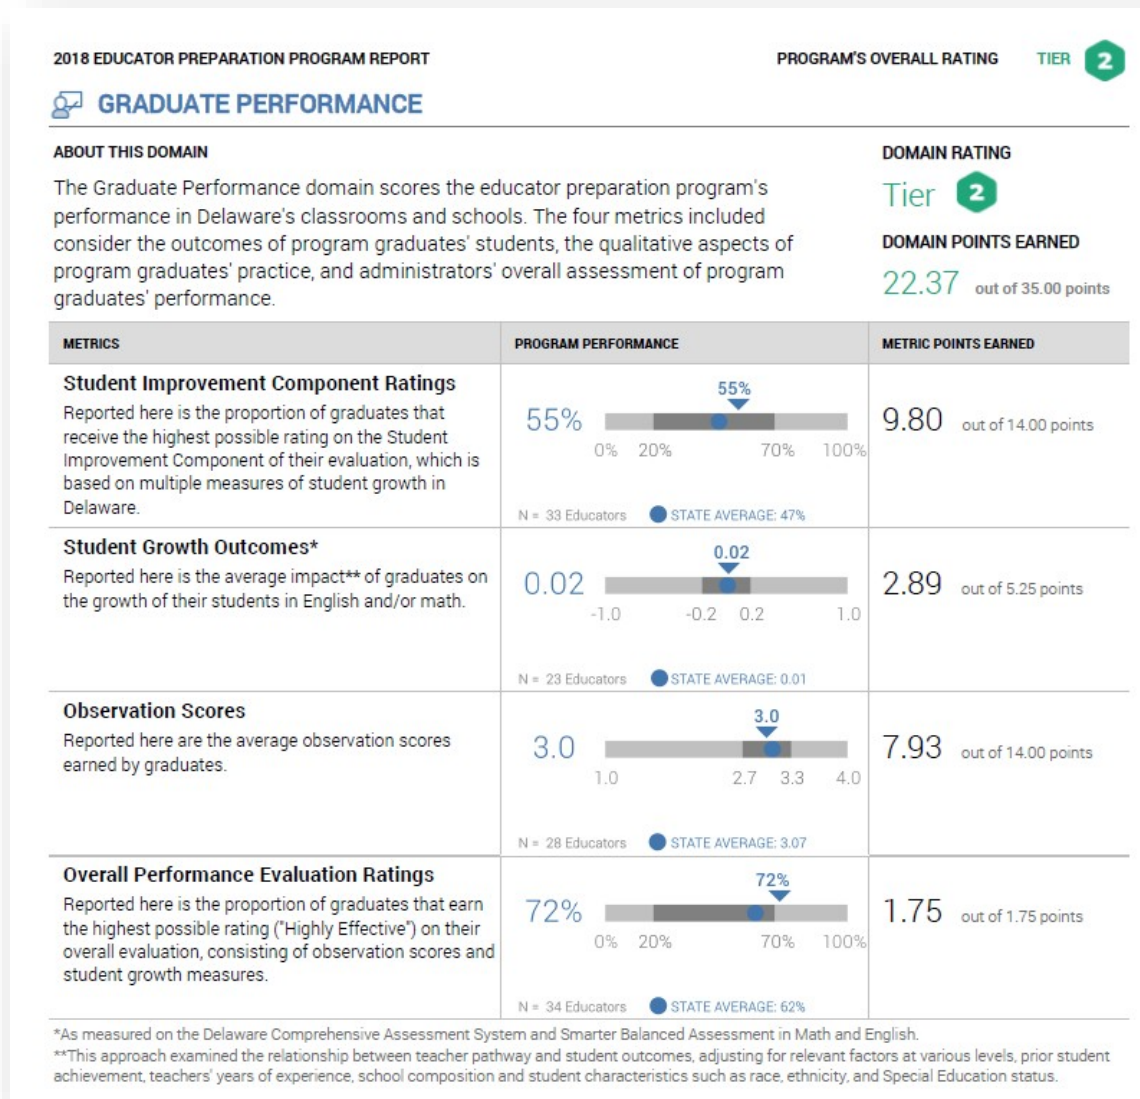 2018 EDUCATOR PREPARATION PROGRAM REPORT
PROGRAM'S OVERALL RATING TIER 2
GRADUATE PERFORMANCE
ABOUT THIS DOMAIN
The Graduate Performance domain scores the educator preparation program's
performance in Delaware's classrooms and schools. The four metrics included
consider the outcomes of program graduates' students, the qualitative aspects of
program graduates' practice, and administrators' overall assessment of program
graduates' performance.
DOMAIN RATING
Tier 2
DOMAIN POINTS EARNED
22.37 out of 35.00 points
METRICS
PROGRAM PERFORMANCE
METRIC POINTS EARNED
Student Improvement Component Ratings
Reported here is the proportion of graduates that
receive the highest possible rating on the Student
Improvement Component of their evaluation, which is
based on multiple measures of student growth in
Delaware.
55%
55%
0% 20% 70% 100%
N = 33 Educators STATE AVERAGE: 47%
9.80 out of 14.00 points
Student Growth Outcomes*
Reported here is the average impact** of graduates on
the growth of their students in English and/or math.
0.02
0.02
-1.0 -0.2 0.2 1.0
N = 23 Educators STATE AVERAGE: 0.01
2.89 out of 5.25 points
Observation Scores
Reported here are the average observation scores
earned by graduates.
3.0
3.0
1.0 2.7 3.3 4.0
N = 28 Educators STATE AVERAGE: 3.07
7.93 out of 14.00 points
Overall Performance Evaluation Ratings
Reported here is the proportion of graduates that earn
the highest possible rating ("Highly Effective") on their
overall evaluation, consisting of observation scores and
student growth measures.
72%
72%
0% 20% 70% 100%
N = 34 Educators STATE AVERAGE: 62%
1.75 out of 1.75 points
*As measured on the Delaware Comprehensive Assessment System and Smarter Balanced Assessment in Math and English.
**This approach examined the relationship between teacher pathway and student outcomes, adjusting for relevant factors at various levels, prior student
achievement, teachers' years of experience, school composition and student characteristics such as race, ethnicity, and Special Education status.